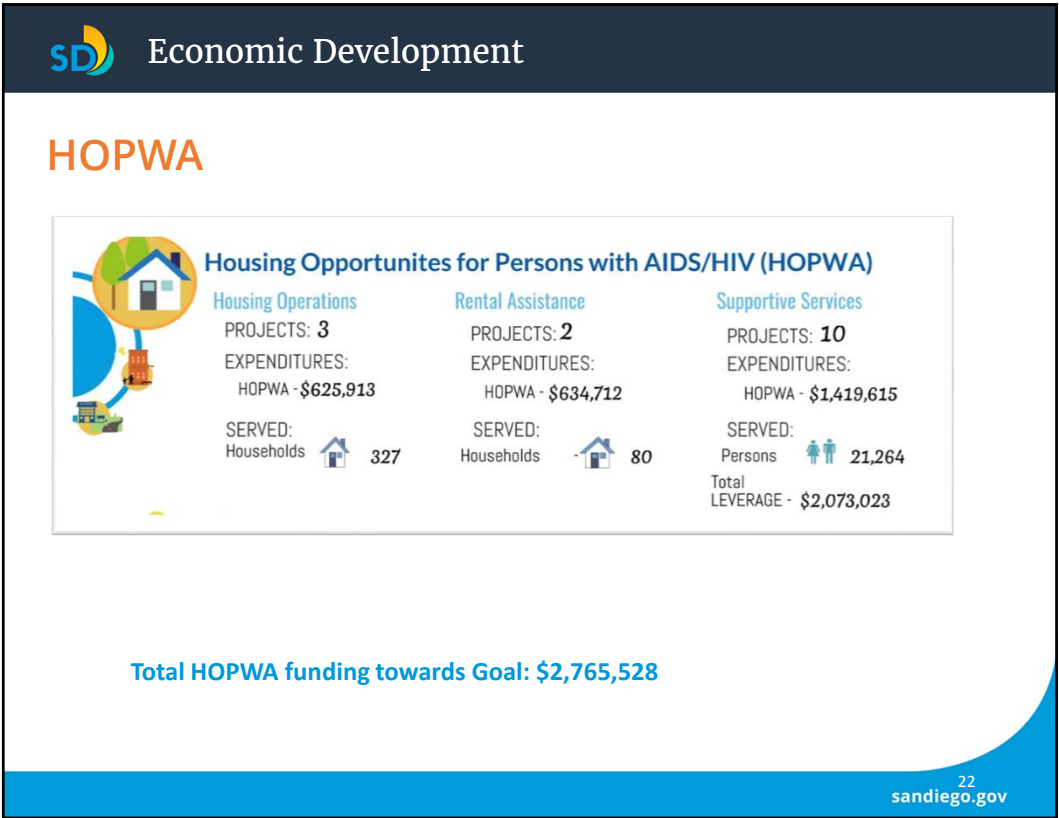 SD
Economic Development
HOPWA
Housing Opportunites for Persons with AIDS/HIV (HOPWA)
Housing Operations
PROJECTS: 3
EXPENDITURES:
HOPWA - $625,913
SERVED:
Households 327
Rental Assistance
PROJECTS: 2
EXPENDITURES:
HOPWA - $634,712
SERVED:
Households - 80
Supportive Services
PROJECTS: 10
EXPENDITURES:
HOPWA - $1,419,615
SERVED:
Persons 21,264
Total
LEVERAGE - $2,073,023
Total HOPWA funding towards Goal: $2,765,528
22
sandiego.gov